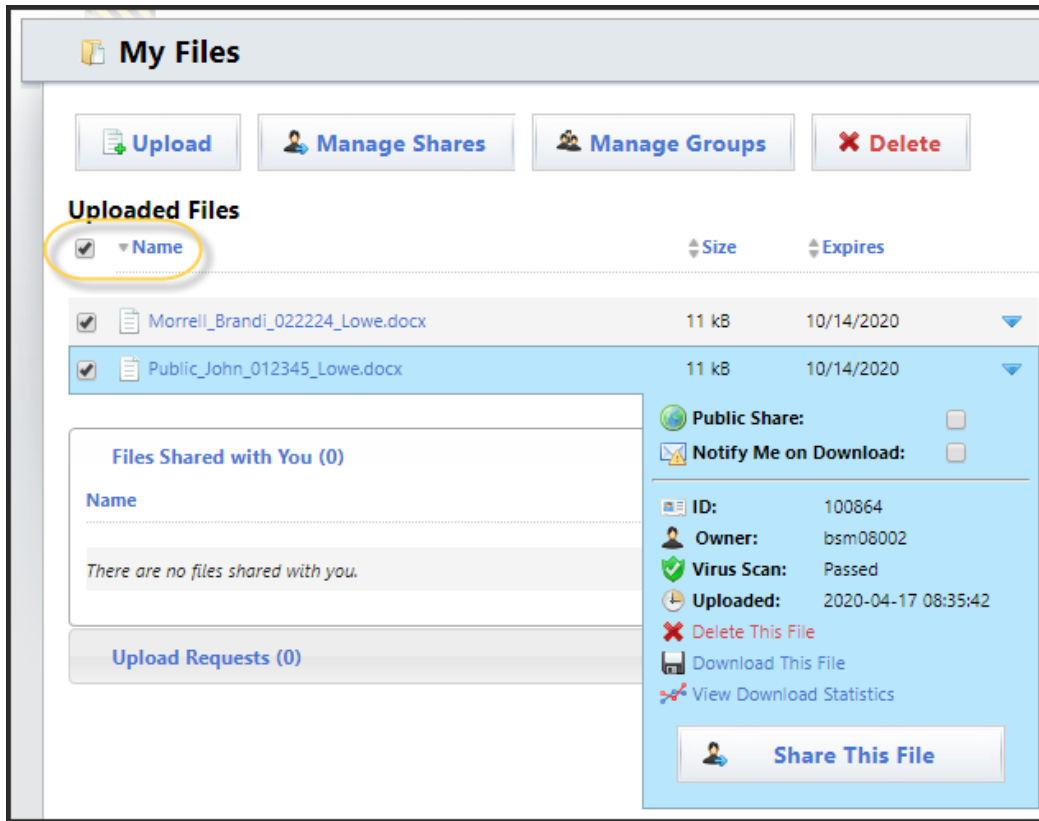 My Files
Upload Manage Shares Manage Groups Delete
Uploaded Files
Name Size Expires
Morrell_Brandi_022224_Lowe.docx 11 kB 10/14/2020
Public_John_012345_Lowe.docx 11 kB 10/14/2020
Public Share:
Notify Me on Download:
Files Shared with You (0)
Name
There are no files shared with you.
Upload Requests (0)
ID: 100864
Owner: bsm08002
Virus Scan: Passed
Uploaded: 2020-04-17 08:35:42
Delete This File
Download This File
View Download Statistics
Share This File